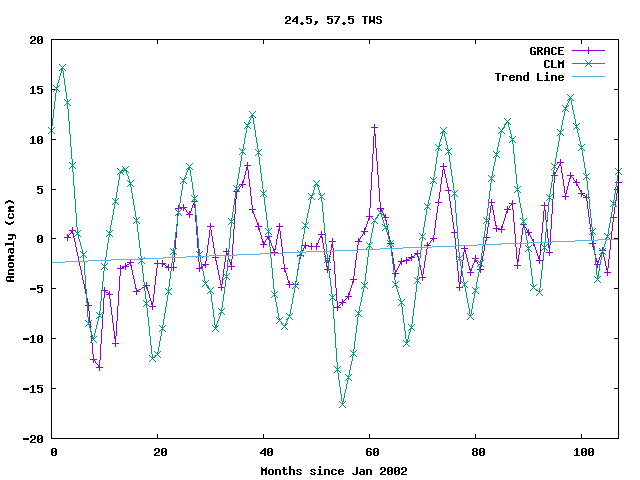 24.5, 57.5 TWS
GRACE
CLM
Trend Line
20
15
10
5
0
-5
-10
-15
-20
Anomaly (cm)
0 20 40 60 80 100
Months since Jan 2002